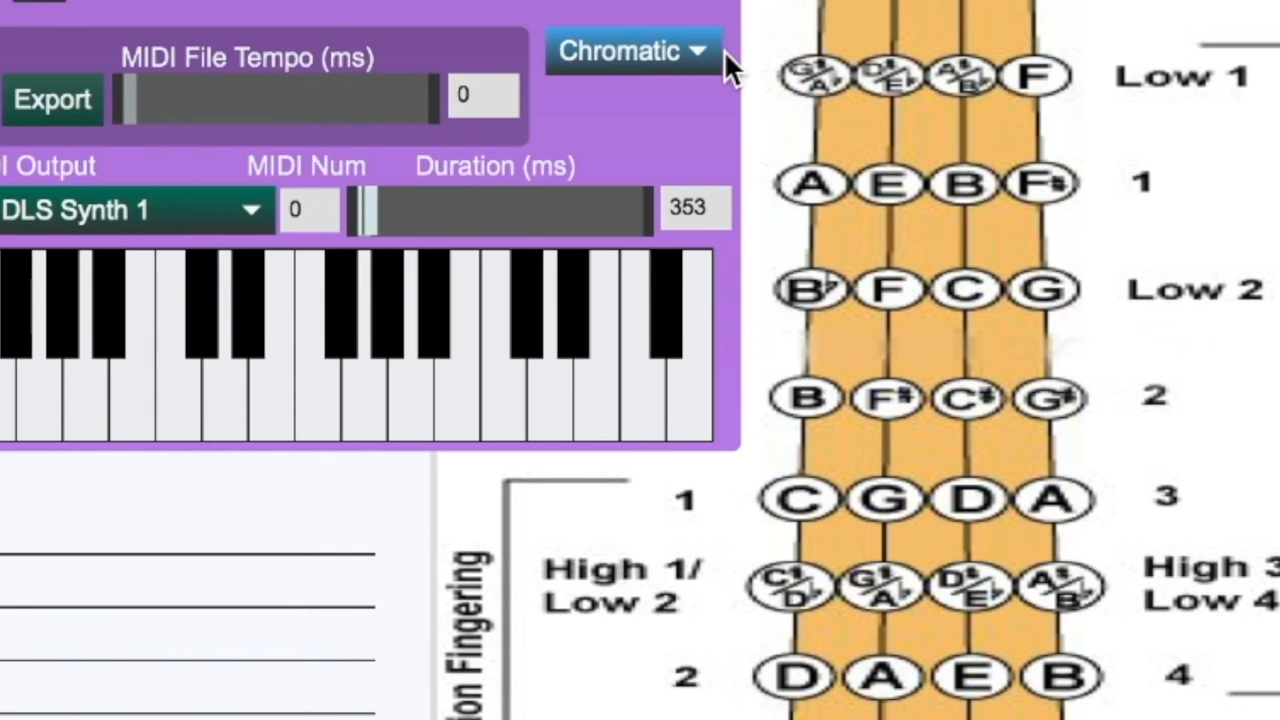 MIDI File Tempo (ms)
Chromatic
Export
0
I Output
MIDI Num
Duration (ms)
DLS Synth 1
0
353
G♯/A♭ D♯/E♭ A♯/B♭ F Low 1
A E B F♯ 1
B♭ F C G Low 2
B F♯ C♯ G♯ 2
1 C G D A 3
High 1/
Low 2
C♯/D♭ G♯/A♭ D♯/E♭ A♯/B♭
High 3
Low 4
2 D A E B 4
ion Fingering